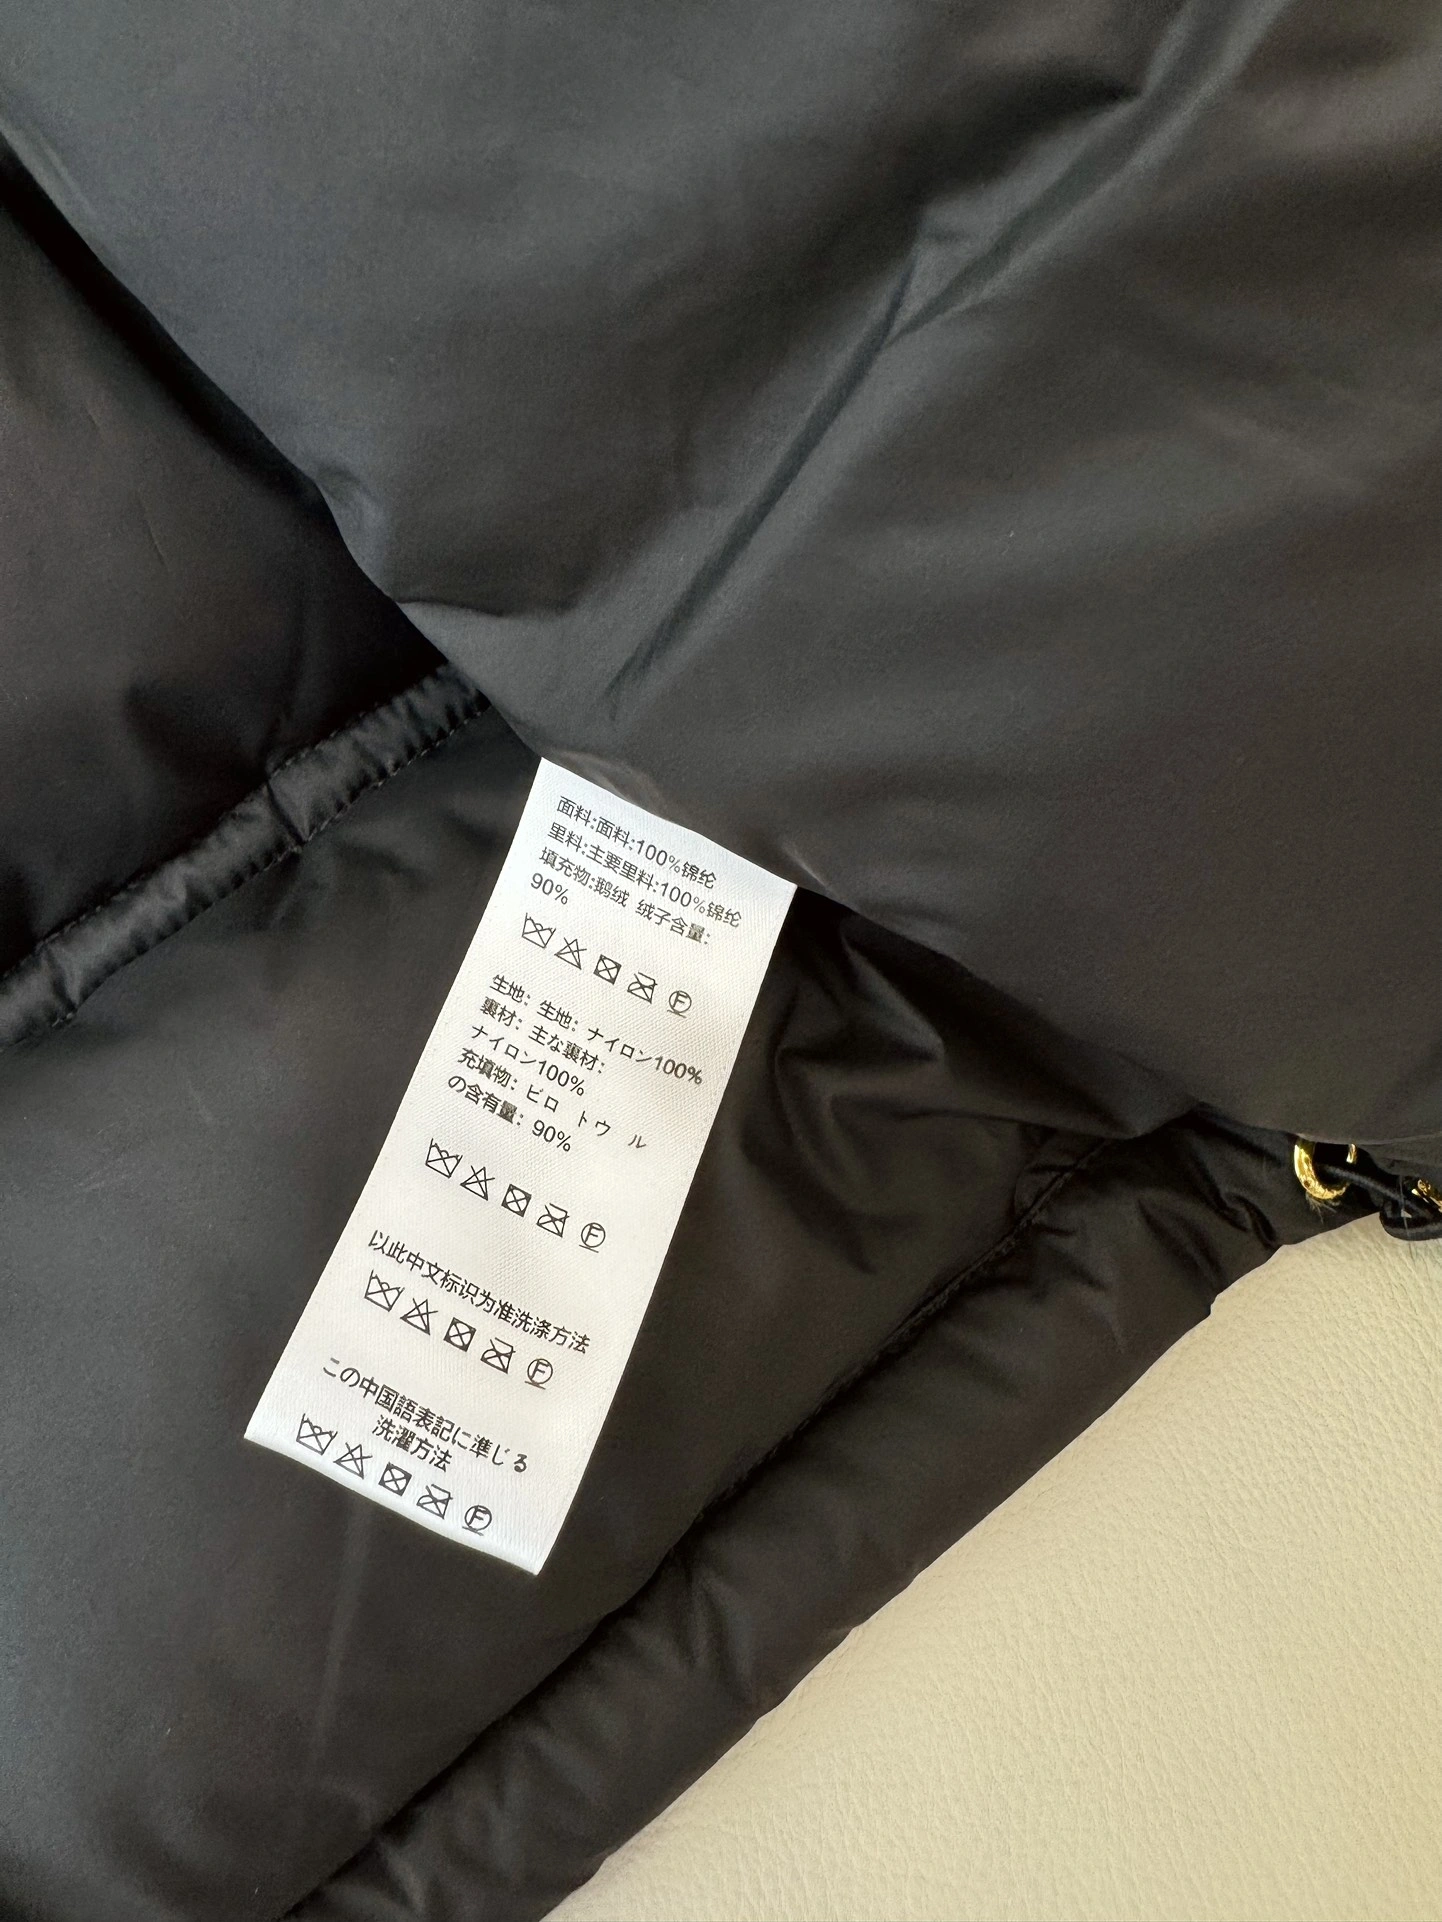 面料:面料:100%锦纶
里料:主要里料:100%锦纶
填充物:鹅绒 绒子含量:
90%
F
生地: 生地: ナイロン100%
裏材: 主な裏材:
ナイロン100%
充填物: ビロ トウ ル
の含有量: 90%
F
以此中文标识为准洗涤方法
F
この中国語表記に準じる
洗濯方法
F